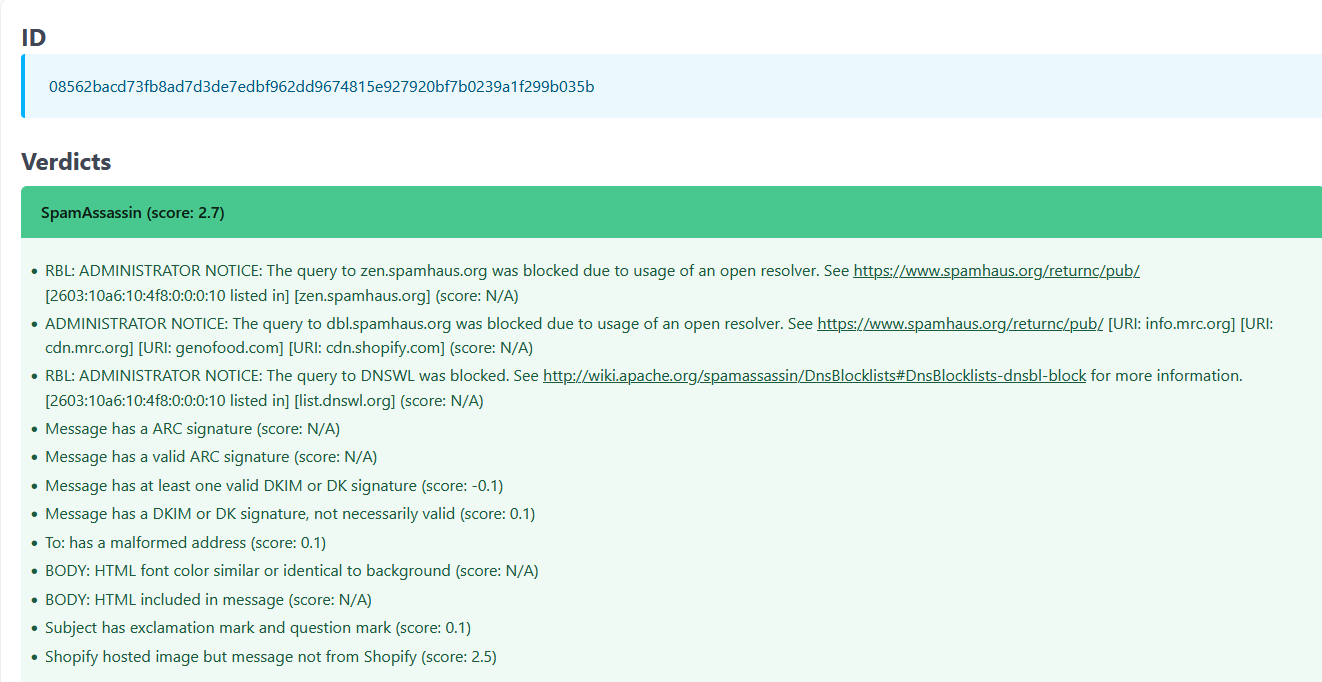 ID
08562bacd73fb8ad7d3de7edbf962dd9674815e927920bf7b0239a1f299b035b
Verdicts
SpamAssassin (score: 2.7)
• RBL: ADMINISTRATOR NOTICE: The query to zen.spamhaus.org was blocked due to usage of an open resolver. See https://www.spamhaus.org/returnc/pub/
[2603:10a6:10:4f8:0:0:0:10 listed in] [zen.spamhaus.org] (score: N/A)
• ADMINISTRATOR NOTICE: The query to dbl.spamhaus.org was blocked due to usage of an open resolver. See https://www.spamhaus.org/returnc/pub/ [URI: info.mrc.org] [URI:
cdn.mrc.org] [URI: genofood.com] [URI: cdn.shopify.com] (score: N/A)
• RBL: ADMINISTRATOR NOTICE: The query to DNSWL was blocked. See http://wiki.apache.org/spamassassin/DnsBlocklists#DnsBlocklists-dnsbl-block for more information.
[2603:10a6:10:4f8:0:0:0:10 listed in] [list.dnswl.org] (score: N/A)
• Message has a ARC signature (score: N/A)
• Message has a valid ARC signature (score: N/A)
• Message has at least one valid DKIM or DK signature (score: -0.1)
• Message has a DKIM or DK signature, not necessarily valid (score: 0.1)
• To: has a malformed address (score: 0.1)
• BODY: HTML font color similar or identical to background (score: N/A)
• BODY: HTML included in message (score: N/A)
• Subject has exclamation mark and question mark (score: 0.1)
• Shopify hosted image but message not from Shopify (score: 2.5)